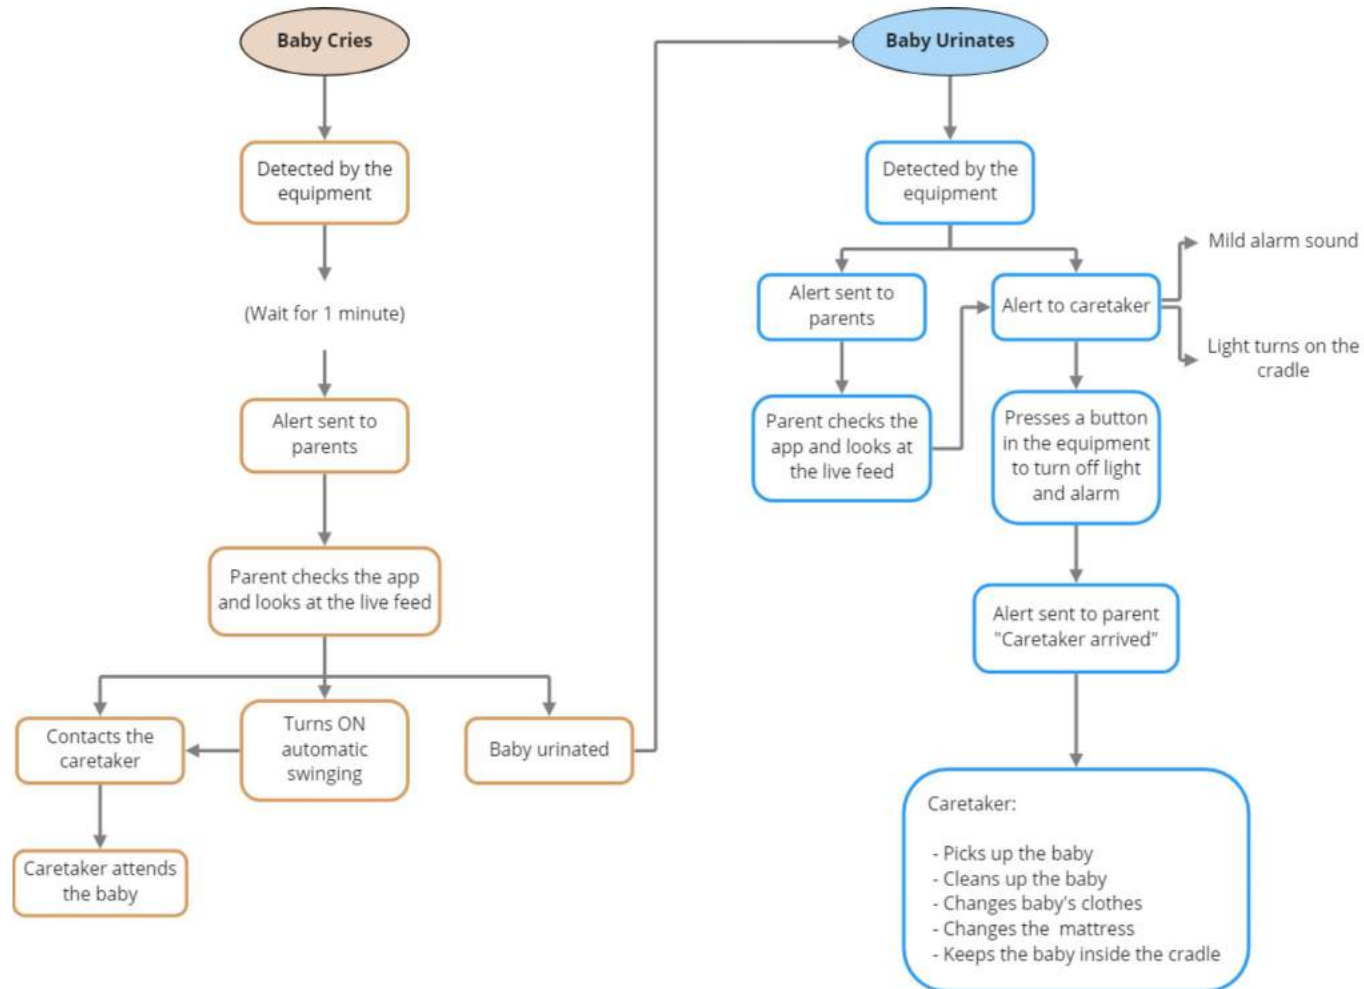 Baby Cries
Detected by the
equipment
(Wait for 1 minute)
Alert sent to
parents
Parent checks the app
and looks at the live feed
Contacts the
caretaker
Turns ON
automatic
swinging
Baby urinated
Caretaker attends
the baby
Baby Urinates
Detected by the
equipment
Alert sent to
parents
Alert to caretaker
Mild alarm sound
Light turns on the
cradle
Parent checks the
app and looks at
the live feed
Presses a button
in the equipment
to turn off light
and alarm
Alert sent to parent
"Caretaker arrived"
Caretaker:
- Picks up the baby
- Cleans up the baby
- Changes baby's clothes
- Changes the mattress
- Keeps the baby inside the cradle